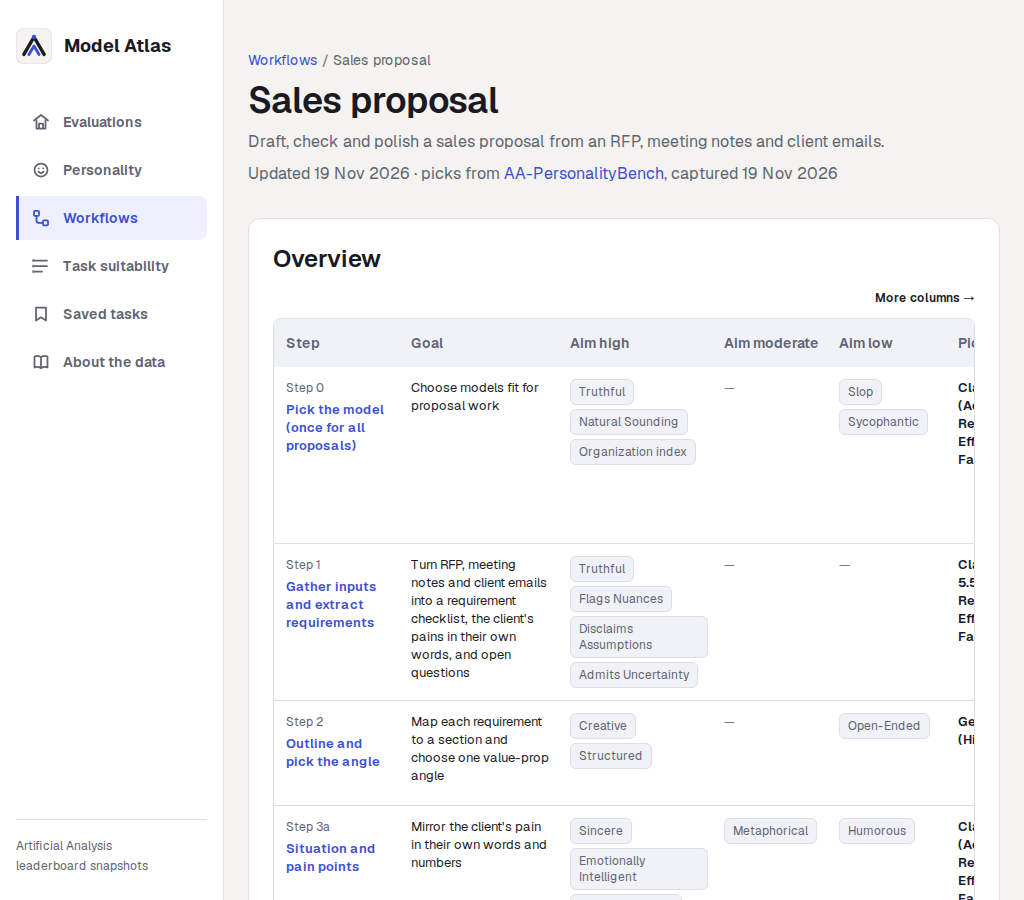 Model Atlas
Evaluations
Personality
Workflows
Task suitability
Saved tasks
About the data
Artificial Analysis
leaderboard snapshots
Workflows / Sales proposal
Sales proposal
Draft, check and polish a sales proposal from an RFP, meeting notes and client emails.
Updated 19 Nov 2026 · picks from AA-PersonalityBench, captured 19 Nov 2026
Overview
More columns →
Step Goal Aim high Aim moderate Aim low
Step 0
Pick the model
(once for all
proposals)
Choose models fit for
proposal work
Truthful
Natural Sounding
Organization index
—
Slop
Sycophantic
Step 1
Gather inputs
and extract
requirements
Turn RFP, meeting
notes and client emails
into a requirement
checklist, the client's
pains in their own
words, and open
questions
Truthful
Flags Nuances
Disclaims
Assumptions
Admits Uncertainty
—
—
5.5
Step 2
Outline and
pick the angle
Map each requirement
to a section and
choose one value-prop
angle
Creative
Structured
—
Open-Ended
Step 3a
Situation and
pain points
Mirror the client's pain
in their own words and
numbers
Sincere
Emotionally
Intelligent
Metaphorical
Humorous